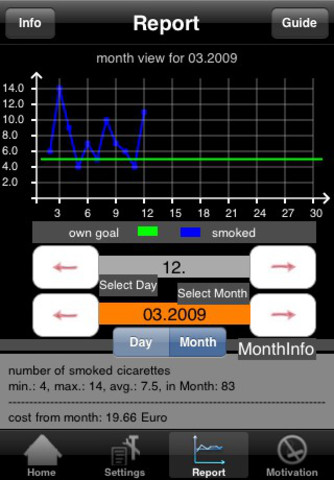 Info Report Guide
month view for 03.2009
14.0
12.0
10.0
8.0
6.0
4.0
2.0
3 6 9 12 15 18 21 24 27 30
own goal smoked
12.
Select Day
Select Month
03.2009
Day Month
MonthInfo
number of smoked cicarettes
min.: 4, max.: 14, avg.: 7.5, in Month: 83
cost from month: 19.66 Euro
Home Settings Report Motivation